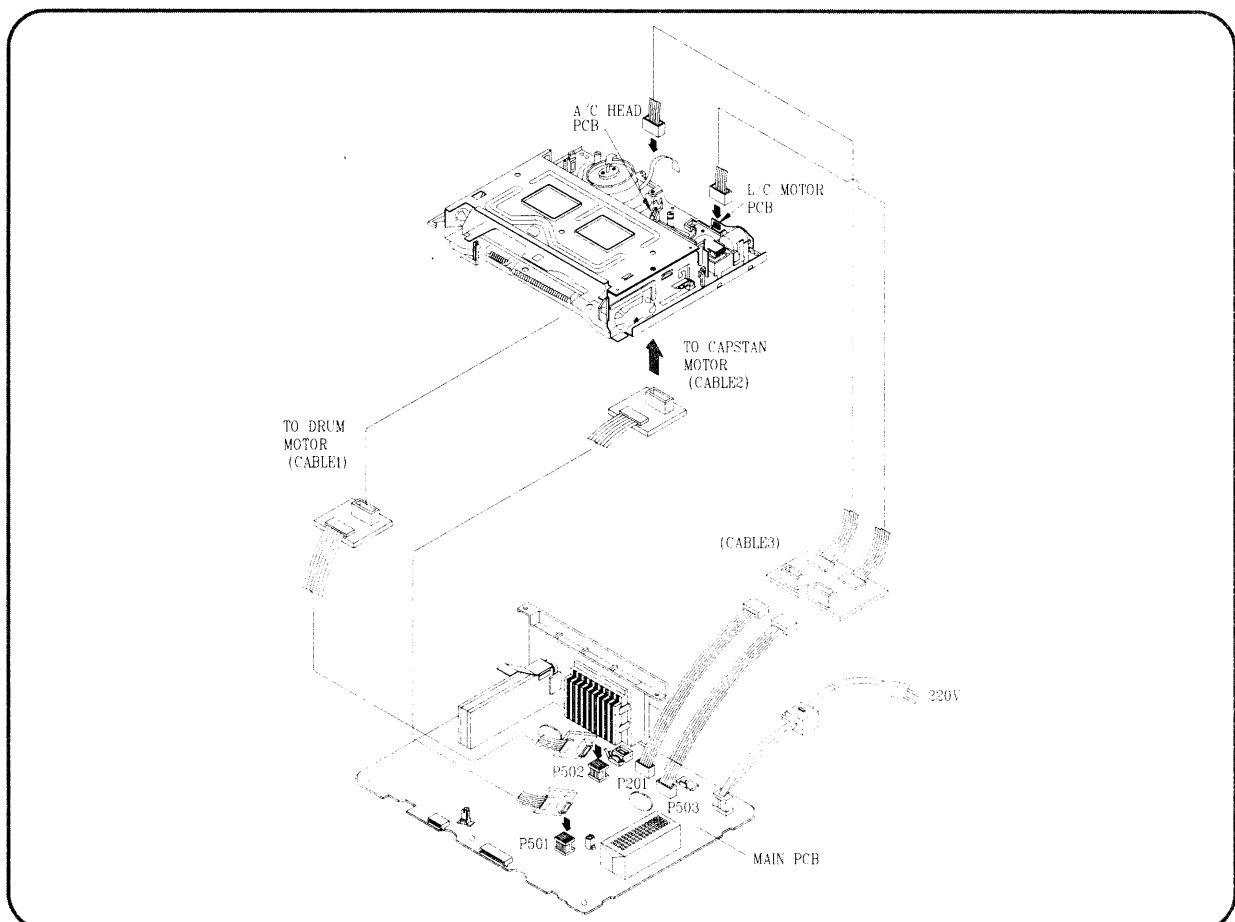 A/C HEAD
PCB
L/C MOTOR
PCB
TO CAPSTAN
MOTOR
(CABLE2)
TO DRUM
MOTOR
(CABLE1)
(CABLE3)
220V
P502
P201
P503
P501
MAIN PCB